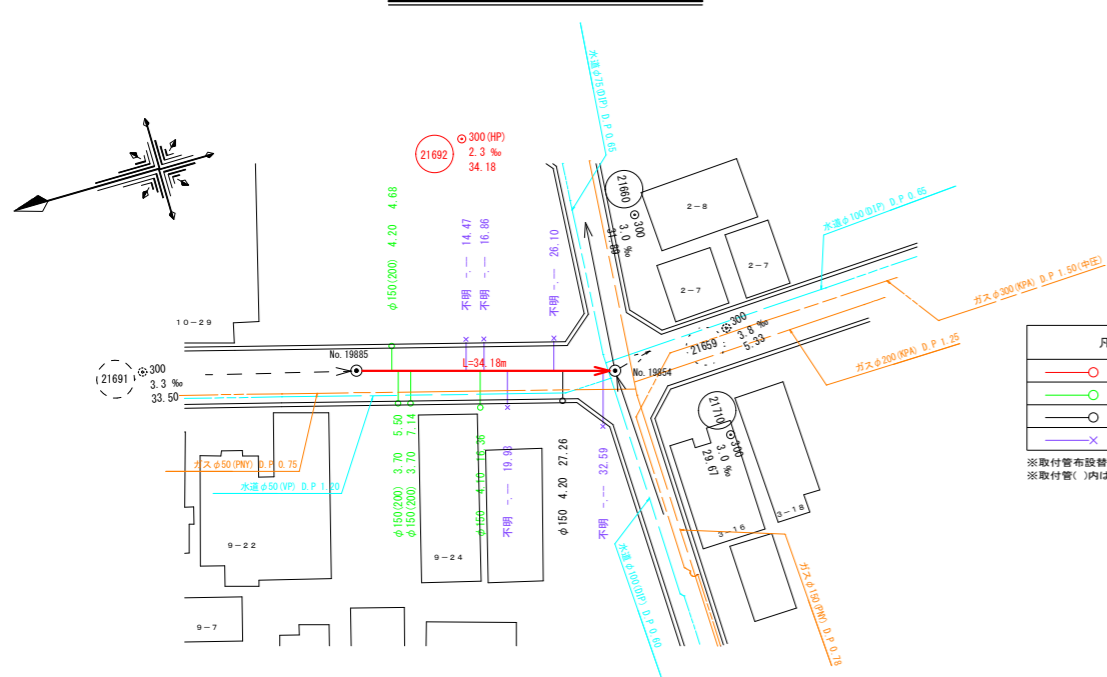 水道φ75(DIP) D.P 0.65
21692
300(HP)
2.3 ‰
34.18
φ150(200) 4.20 4.68
不明 -.-- 14.47
不明 -.-- 16.86
不明 -.-- 26.10
21660
300
3.0 ‰
31.89
2-8
2-7
2-7
水道φ100(DIP) D.P 0.65
ガスφ300(KPA) D.P 1.50(中圧)
ガスφ200(KPA) D.P 1.25
10-29
No.19885
L=34.18m
No.19854
21659
300
3.8 ‰
5.33
21691
300
3.3 ‰
33.50
21710
300
3.0 ‰
29.67
ガスφ50(PNY) D.P 0.75
水道φ50(VP) D.P 1.20
φ150(200) 3.70 5.50
φ150(200) 3.70 7.14
φ150 4.10 16.36
不明 -.-- 19.93
φ150 4.20 27.26
不明 -.-- 32.59
9-22
9-24
9-7
3-16
3-18
水道φ100(DIP) D.P 0.60
ガスφ150(PNY) D.P 0.78
※取付管布設替
※取付管( )内は